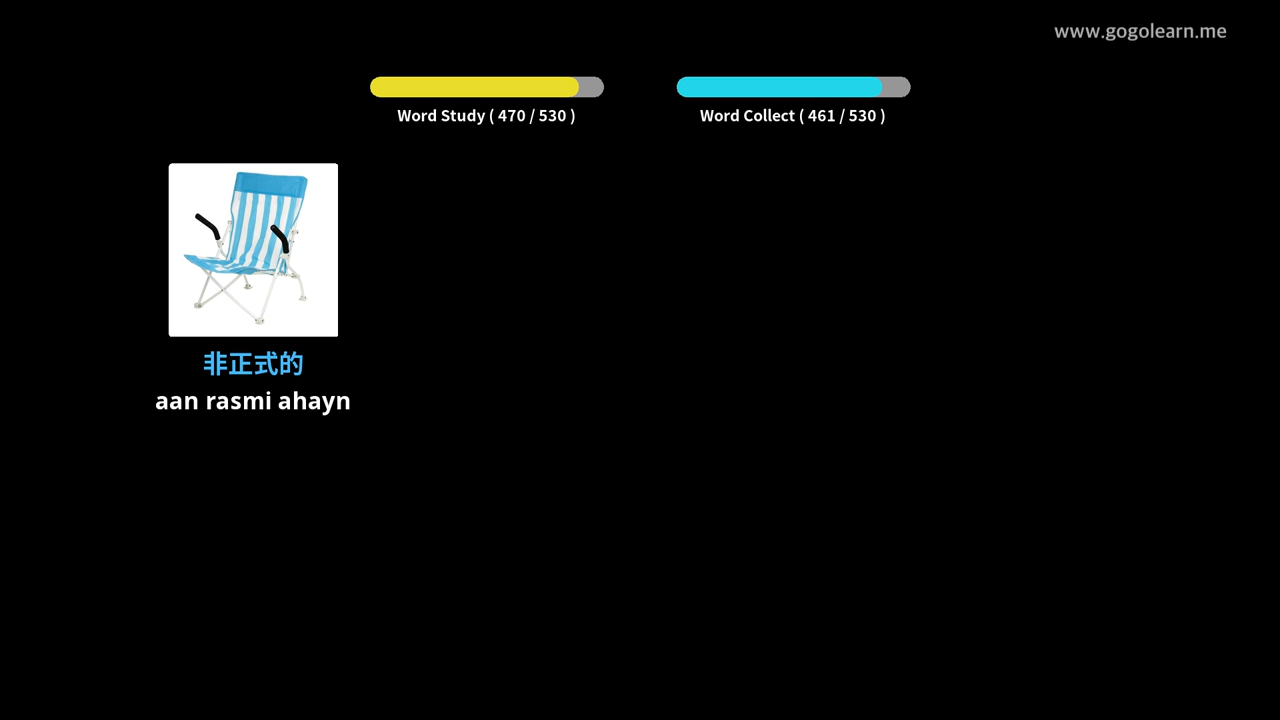 www.gogolearn.me
Word Study ( 470 / 530 )
Word Collect ( 461 / 530 )
非正式的
aan rasmi ahayn